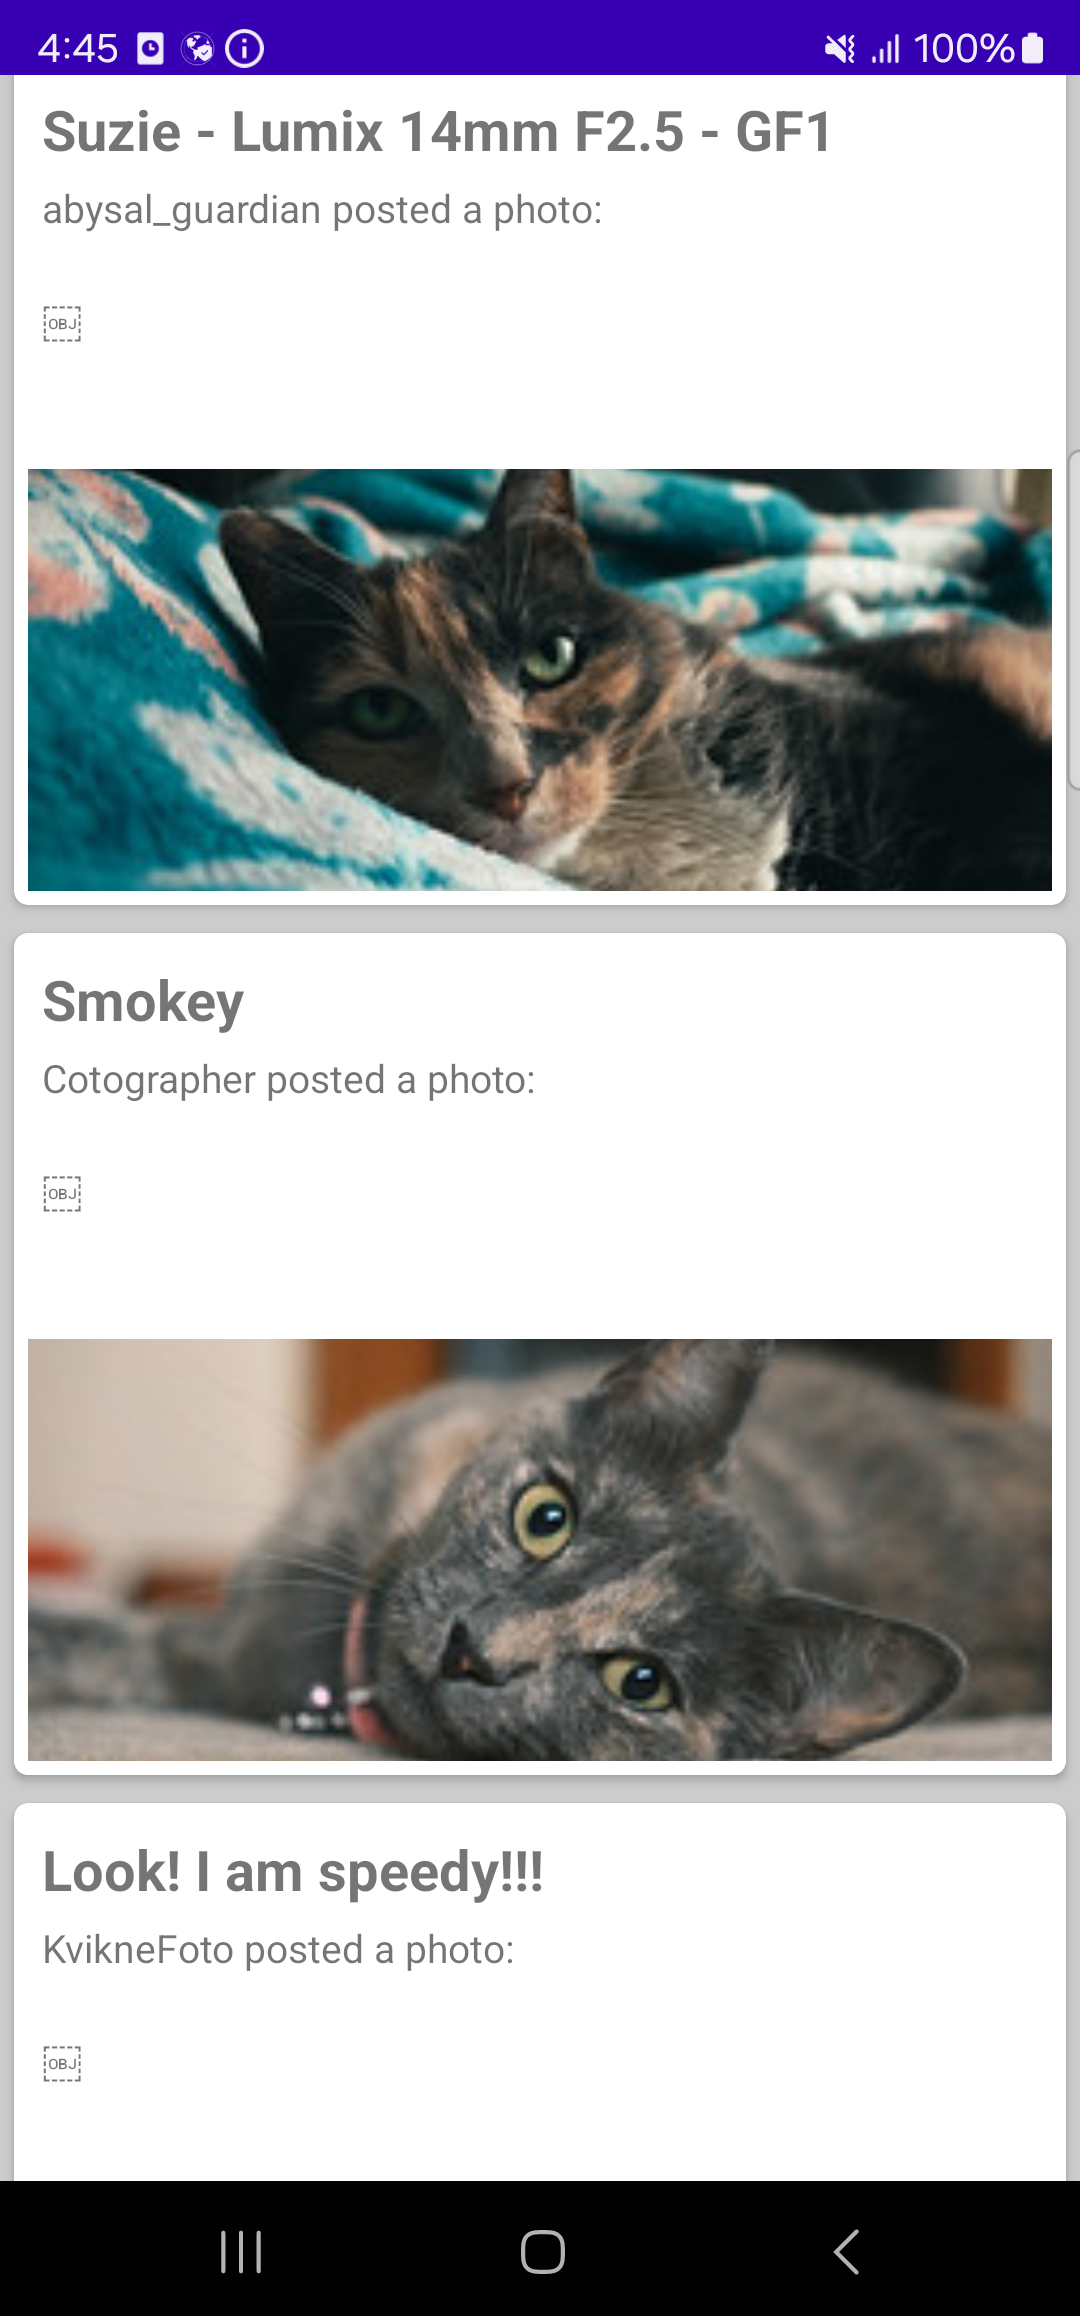 4:45
100%
Suzie - Lumix 14mm F2.5 - GF1
abysal_guardian posted a photo:
OBJ
Smokey
Cotographer posted a photo:
OBJ
Look! I am speedy!!!
KvikneFoto posted a photo:
OBJ